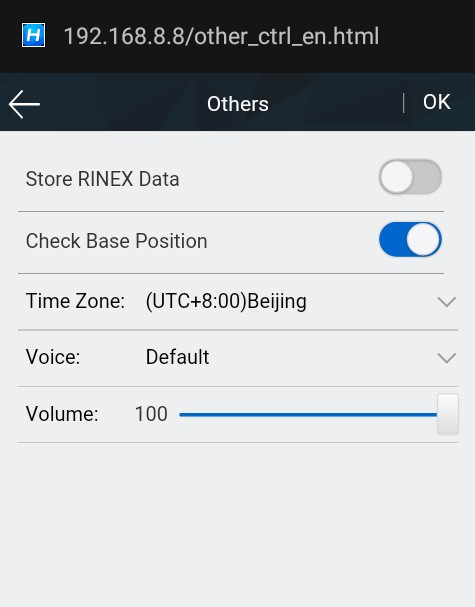 H 192.168.8.8/other_ctrl_en.html
Others | OK
Store RINEX Data
Check Base Position
Time Zone: (UTC+8:00)Beijing
Voice: Default
Volume: 100